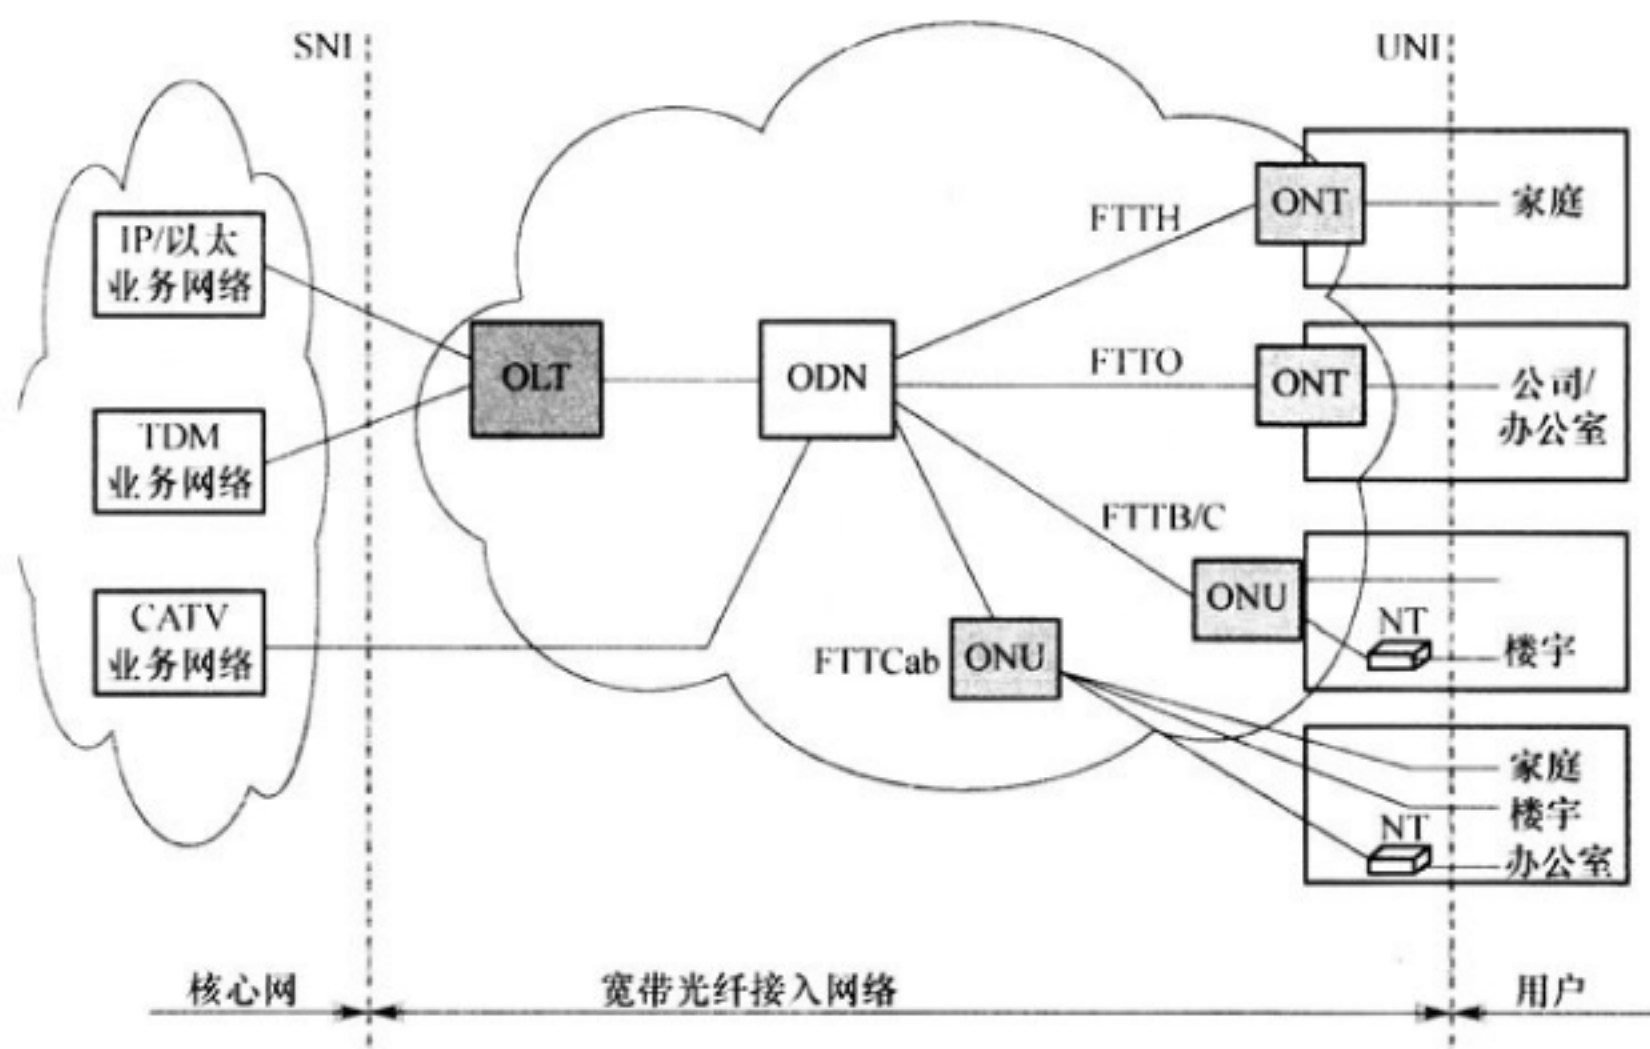 SNI
UNI
IP/以太
业务网络
TDM
业务网络
CATV
业务网络
OLT
ODN
FTTH
ONT
家庭
FTTO
ONT
公司/
办公室
FTTB/C
ONU
NT
楼宇
FTTCab
ONU
家庭
楼宇
NT
办公室
核心网
宽带光纤接入网络
用户